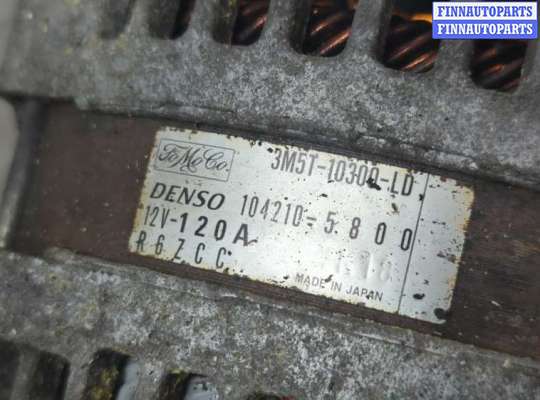 FINNAUTOPARTS
FINNAUTOPARTS
FoMoCo. 3M5T-10300-LD
DENSO 104210-5800
12V-120A
R6ZCC
MADE IN JAPAN